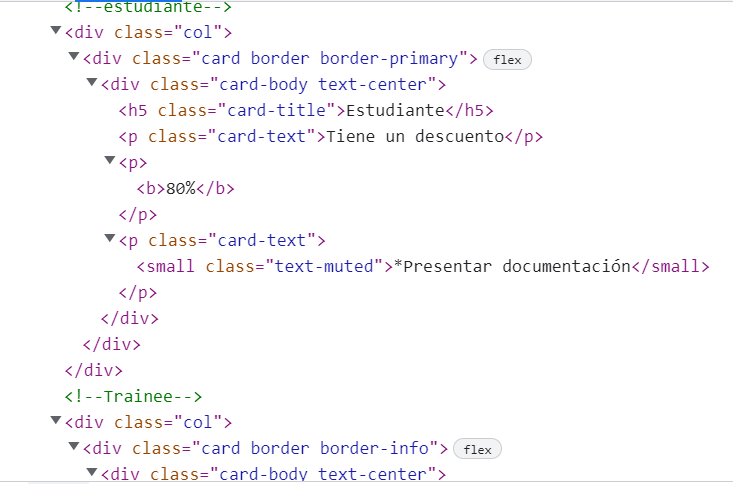 <!--estudiante-->
<div class="col">
<div class="card border border-primary"> flex
<div class="card-body text-center">
<h5 class="card-title">Estudiante</h5>
<p class="card-text">Tiene un descuento</p>
<p>
<b>80%</b>
</p>
<p class="card-text">
<small class="text-muted">*Presentar documentación</small>
</p>
</div>
</div>
</div>
<!--Trainee-->
<div class="col">
<div class="card border border-info"> flex
<div class="card-body text-center">